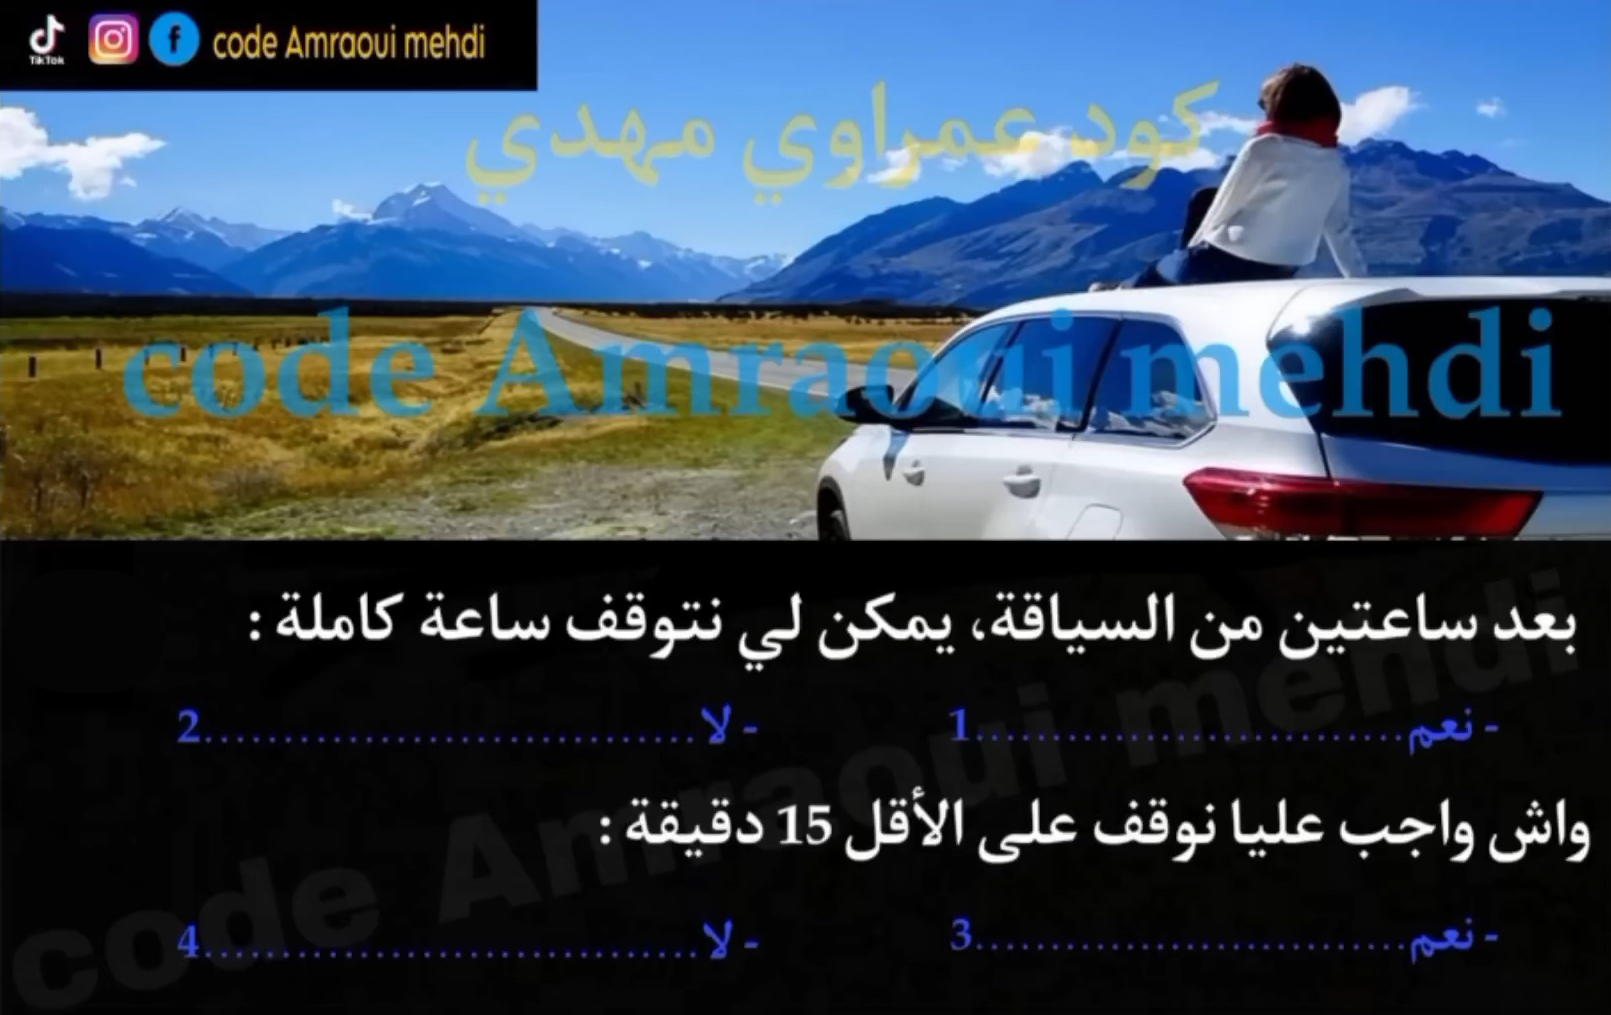 TikTok
code Amraoui mehdi
كود عمراوي مهدي
code Amraoui mehdi
بعد ساعتين من السياقة، يمكن لي نتوقف ساعة كاملة :
- نعم..............................1
- لا..................................2
واش واجب عليا نوقف على الأقل 15 دقيقة :
- نعم..............................3
- لا..................................4
code Amraoui mehdi